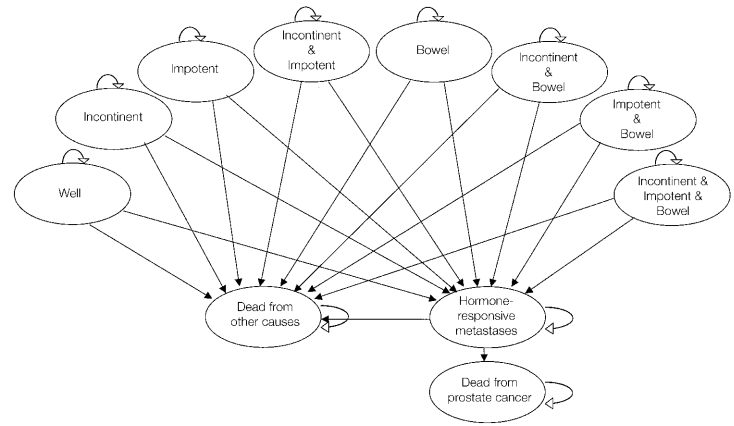 Incontinent
&
Impotent
Bowel
Impotent
Incontinent
&
Bowel
Incontinent
Impotent
&
Bowel
Well
Incontinent &
Impotent &
Bowel
Dead from
other causes
Hormone-
responsive
metastases
Dead from
prostate cancer